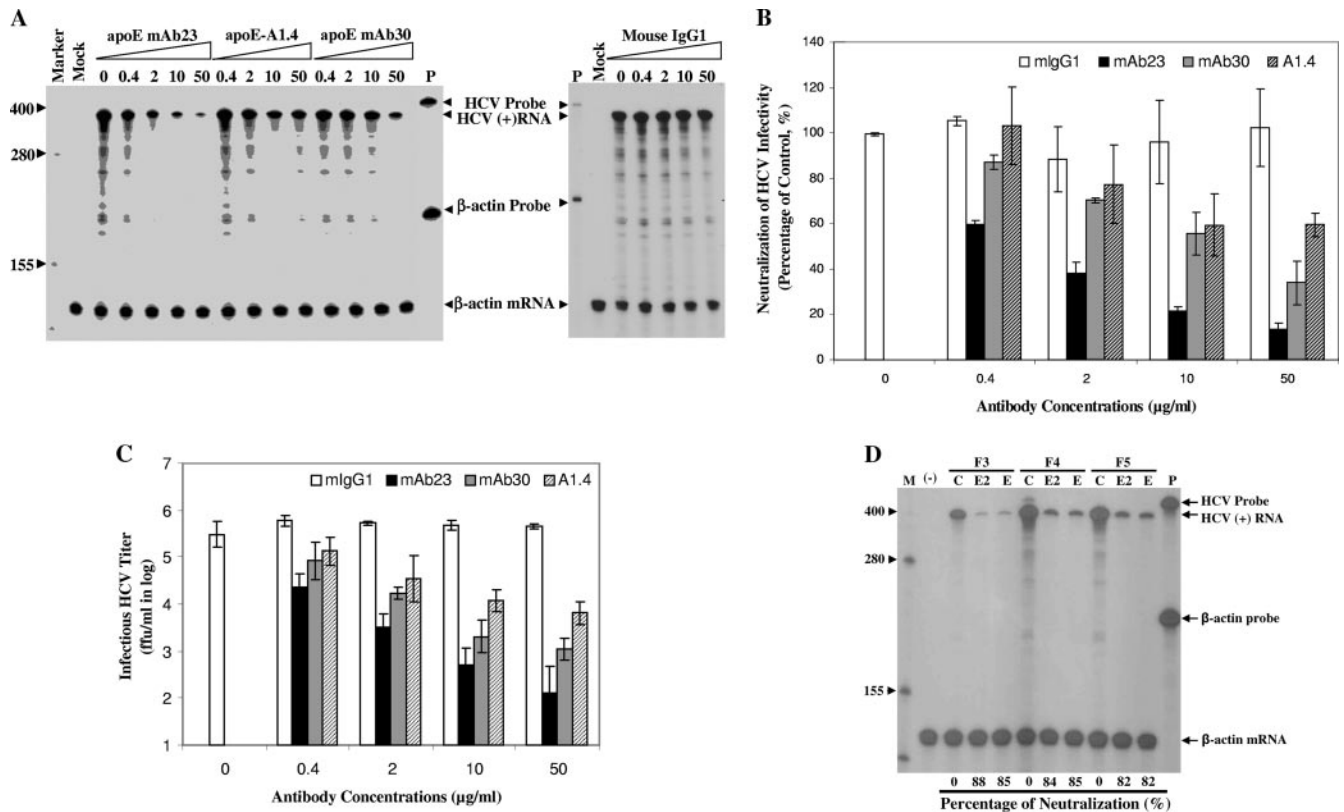 A
apoE mAb23 apoE-A1.4 apoE mAb30
Marker
Mock
0 0.4 2 10 50 0.4 2 10 50 0.4 2 10 50 P
400
280
155
HCV Probe
HCV (+)RNA
β-actin Probe
β-actin mRNA
Mouse IgG1
P
Mock
0 0.4 2 10 50
B
mIgG1 mAb23 mAb30 A1.4
Neutralization of HCV Infectivity
(Percentage of Control, %)
140
120
100
80
60
40
20
0
0 0.4 2 10 50
Antibody Concentrations (µg/ml)
C
mIgG1 mAb23 mAb30 A1.4
Infectious HCV Titer
(ffu/ml in log)
7
6
5
4
3
2
1
0 0.4 2 10 50
Antibody Concentrations (µg/ml)
D
F3 F4 F5
M (-) C E2 E C E2 E C E2 E P
400
280
155
HCV Probe
HCV (+) RNA
β-actin probe
β-actin mRNA
0 88 85 0 84 85 0 82 82
Percentage of Neutralization (%)